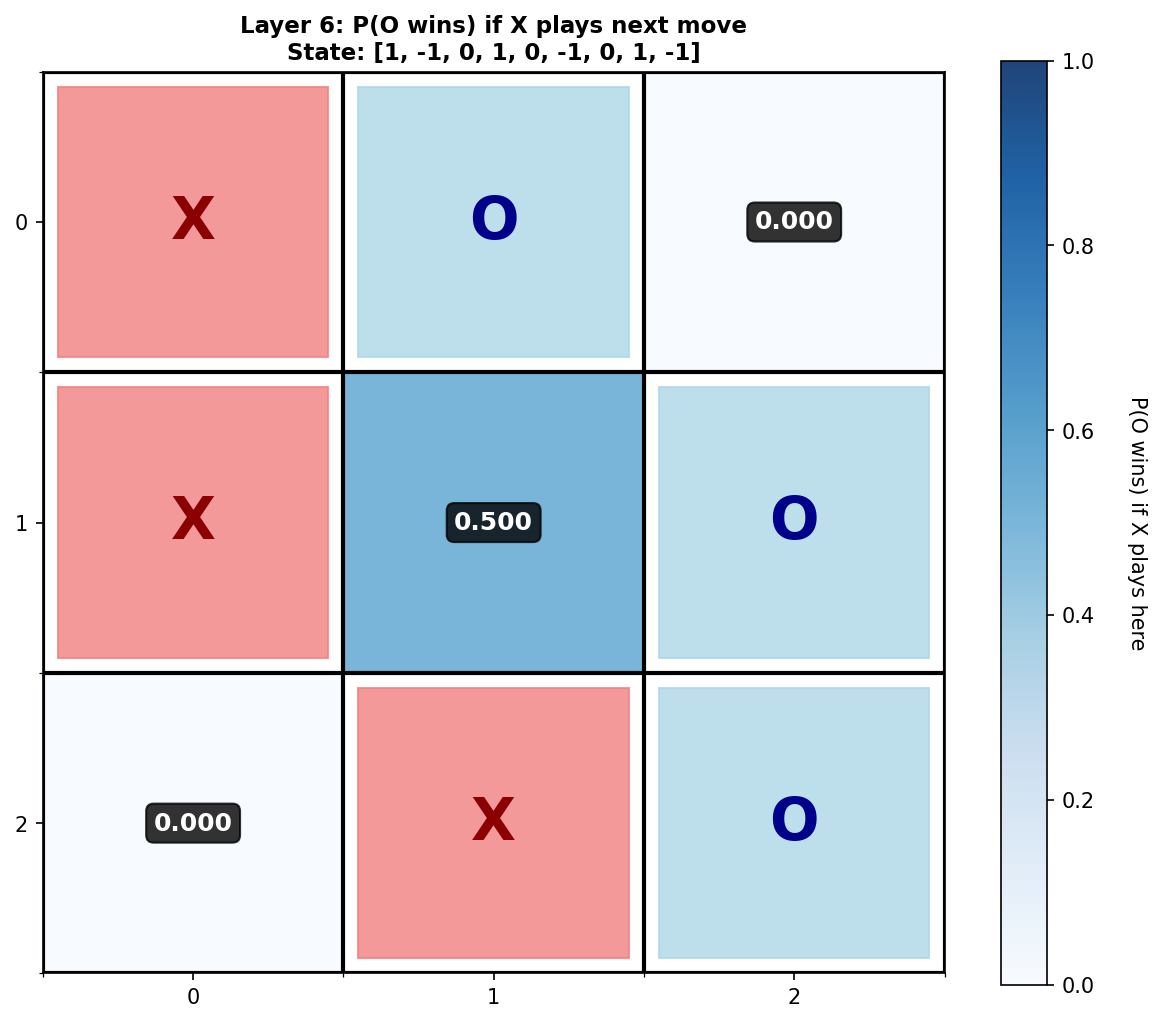 Layer 6: P(O wins) if X plays next move
State: [1, -1, 0, 1, 0, -1, 0, 1, -1]
X
O
0.000
X
0.500
O
0.000
X
O
0
1
2
0
1
2
1.0
0.8
0.6
0.4
0.2
0.0
P(O wins) if X plays here